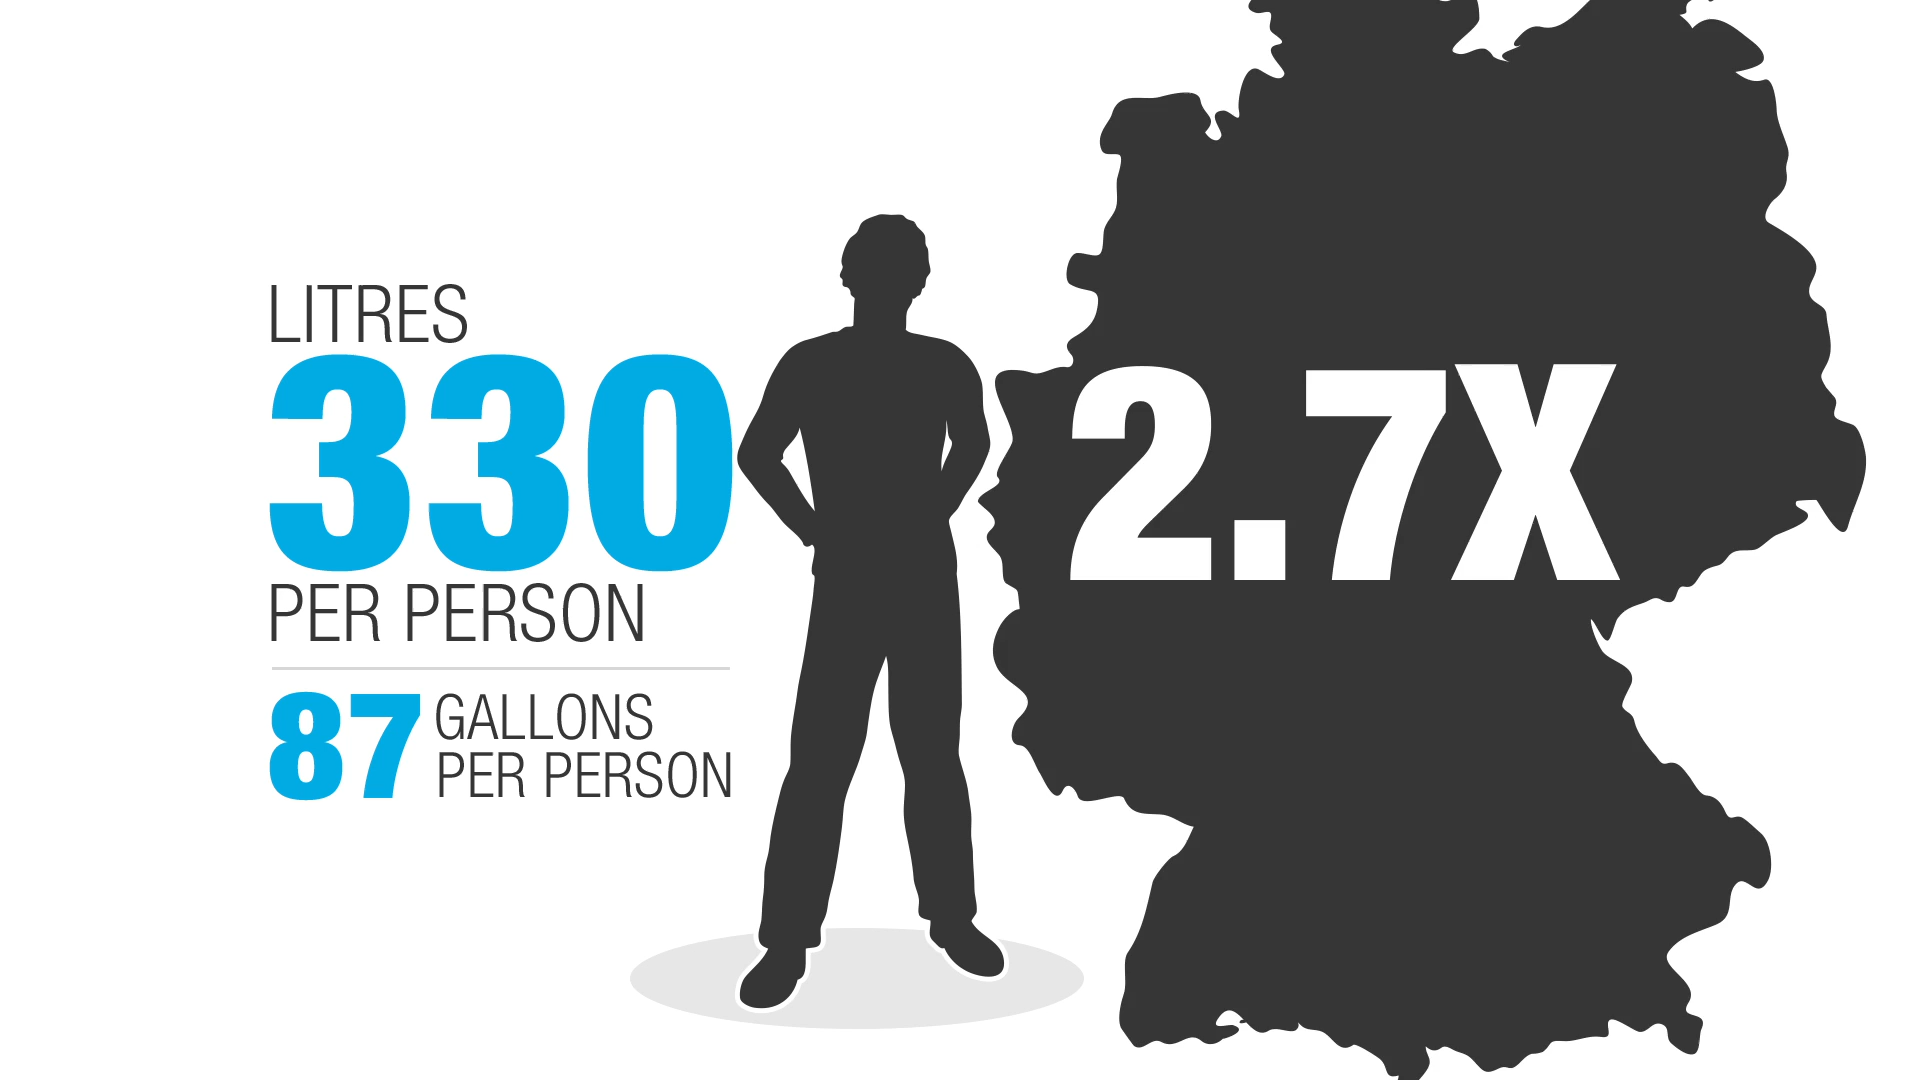 LITRES
330
PER PERSON
87 GALLONS
PER PERSON
2.7X